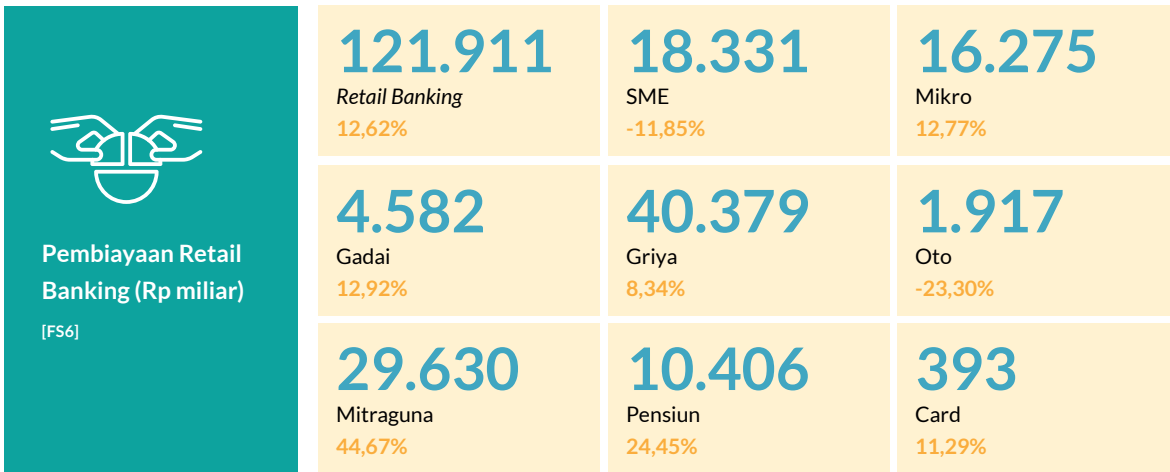 Pembiayaan Retail
Banking (Rp miliar)
[FS6]
121.911
Retail Banking
12,62%
18.331
SME
-11,85%
16.275
Mikro
12,77%
4.582
Gadai
12,92%
40.379
Griya
8,34%
1.917
Oto
-23,30%
29.630
Mitraguna
44,67%
10.406
Pensiun
24,45%
393
Card
11,29%